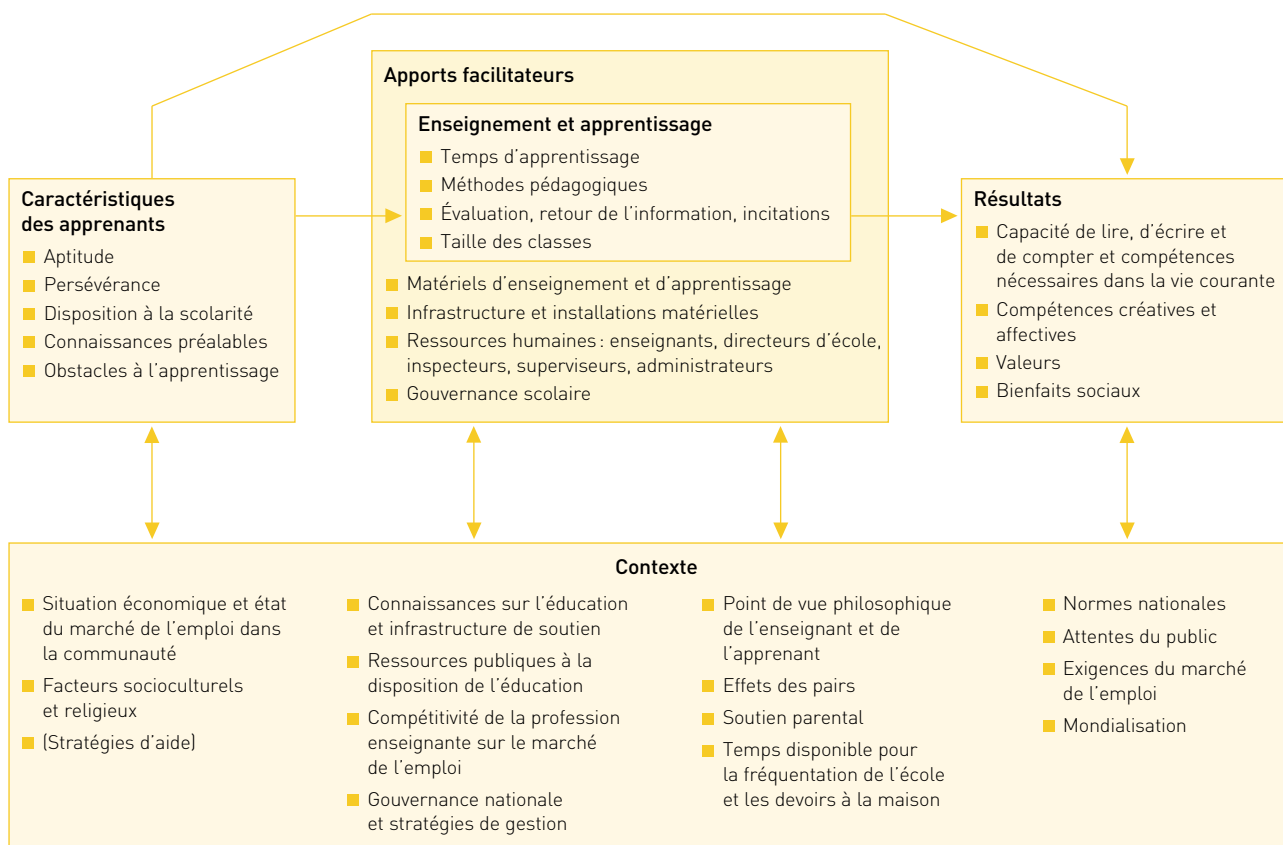 Apports facilitateurs
Enseignement et apprentissage
Temps d'apprentissage
Méthodes pédagogiques
Évaluation, retour de l'information, incitations
Taille des classes
Matériels d'enseignement et d'apprentissage
Infrastructure et installations matérielles
Ressources humaines : enseignants, directeurs d'école,
inspecteurs, superviseurs, administrateurs
Gouvernance scolaire
Caractéristiques
des apprenants
Aptitude
Persévérance
Disposition à la scolarité
Connaissances préalables
Obstacles à l'apprentissage
Résultats
Capacité de lire, d'écrire et
de compter et compétences
nécessaires dans la vie courante
Compétences créatives et
affectives
Valeurs
Bienfaits sociaux
Contexte
Situation économique et état
du marché de l'emploi dans
la communauté
Facteurs socioculturels
et religieux
(Stratégies d'aide)
Connaissances sur l'éducation
et infrastructure de soutien
Ressources publiques à la
disposition de l'éducation
Compétitivité de la profession
enseignante sur le marché
de l'emploi
Gouvernance nationale
et stratégies de gestion
Point de vue philosophique
de l'enseignant et de
l'apprenant
Effets des pairs
Soutien parental
Temps disponible pour
la fréquentation de l'école
et les devoirs à la maison
Normes nationales
Attentes du public
Exigences du marché
de l'emploi
Mondialisation